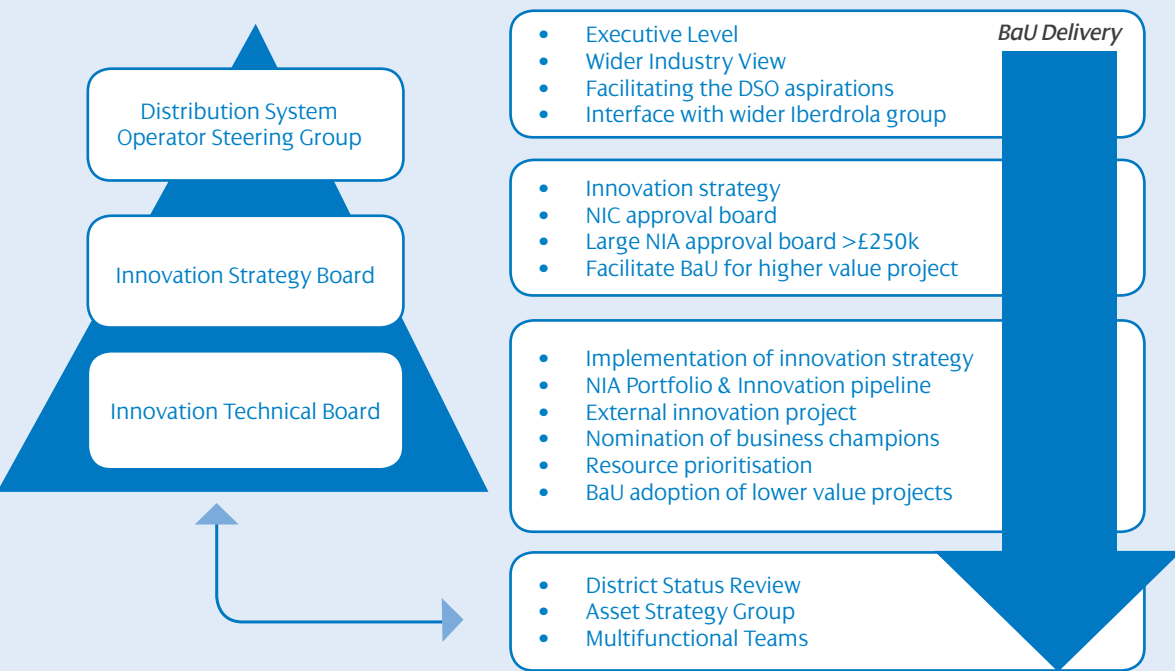 Distribution System
Operator Steering Group
Innovation Strategy Board
Innovation Technical Board
BaU Delivery
• Executive Level
• Wider Industry View
• Facilitating the DSO aspirations
• Interface with wider Iberdrola group
• Innovation strategy
• NIC approval board
• Large NIA approval board >£250k
• Facilitate BaU for higher value project
• Implementation of innovation strategy
• NIA Portfolio & Innovation pipeline
• External innovation project
• Nomination of business champions
• Resource prioritisation
• BaU adoption of lower value projects
• District Status Review
• Asset Strategy Group
• Multifunctional Teams